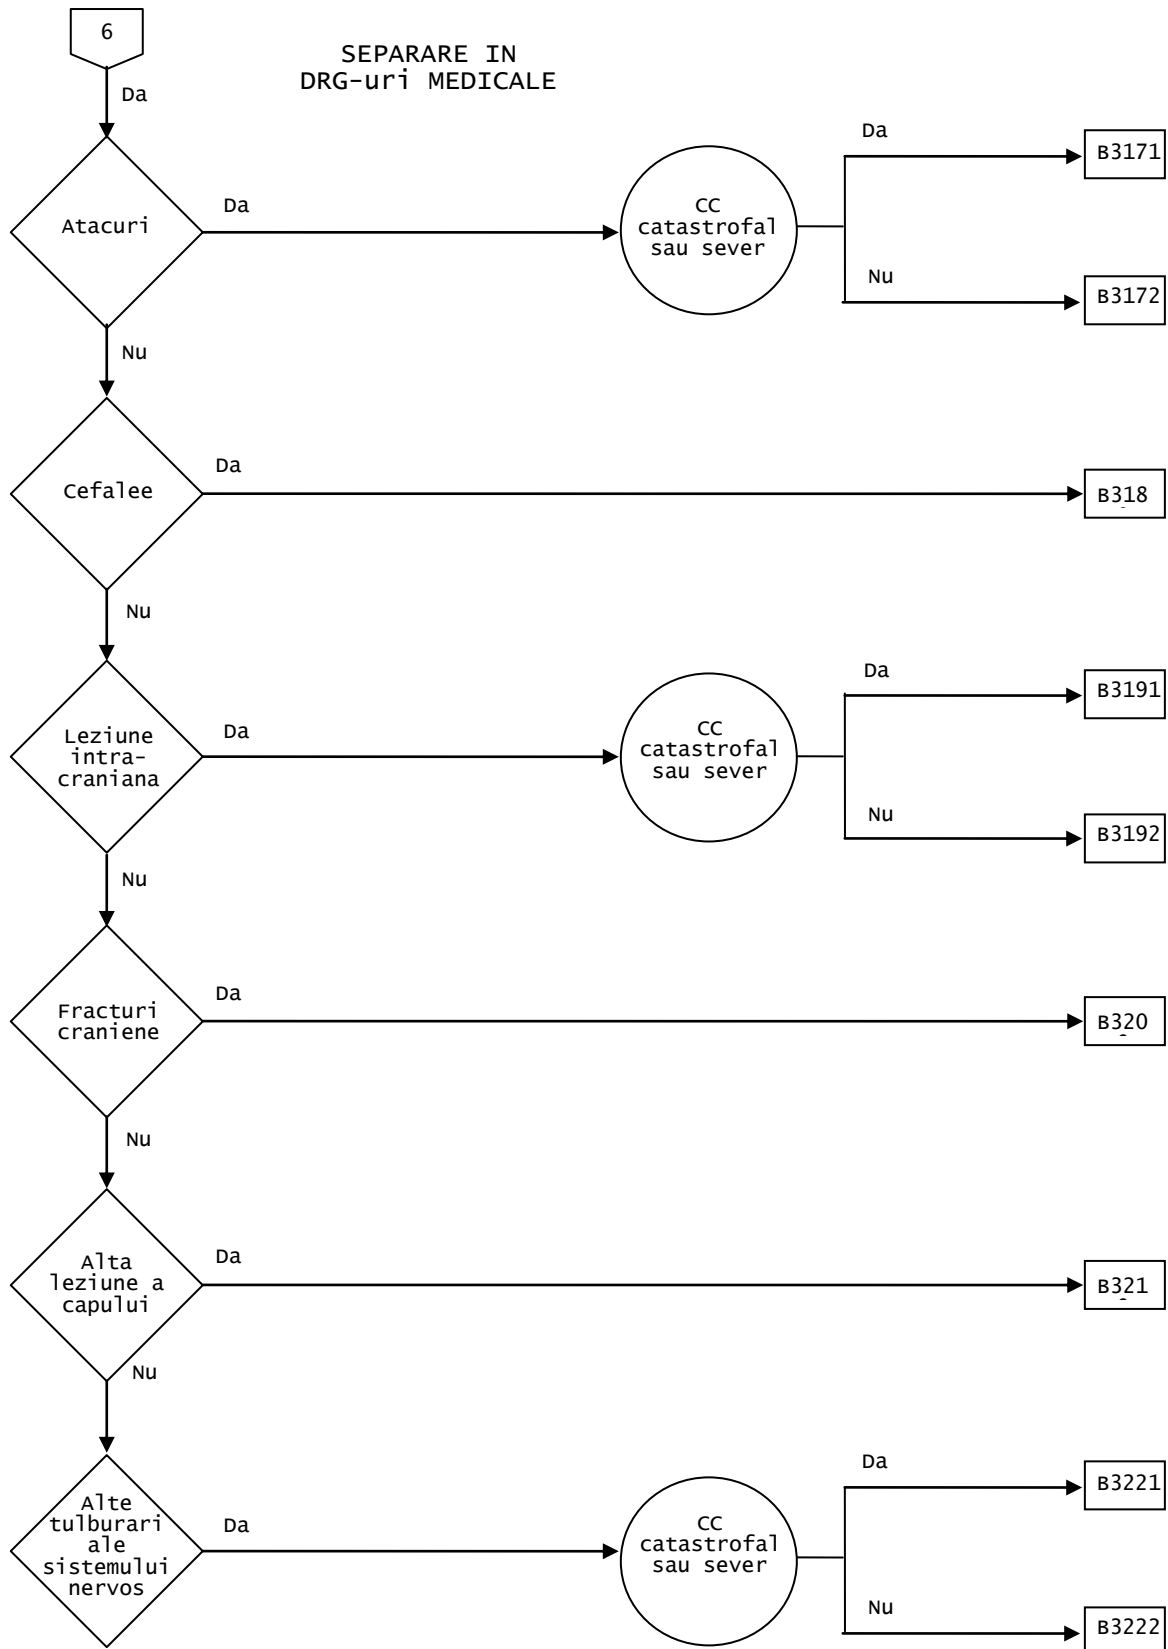 6
SEPARARE IN
DRG-uri MEDICALE
Da
Atacuri
Da
CC
catastrofal
sau sever
Da
B3171
Nu
B3172
Nu
Cefalee
Da
B318
Nu
Leziune
intra-
craniana
Da
CC
catastrofal
sau sever
Da
B3191
Nu
B3192
Nu
Fracturi
craniene
Da
B320
Nu
Alta
leziune a
capului
Da
B321
Nu
Alte
tulburari
ale
sistemului
nervos
Da
CC
catastrofal
sau sever
Da
B3221
Nu
B3222